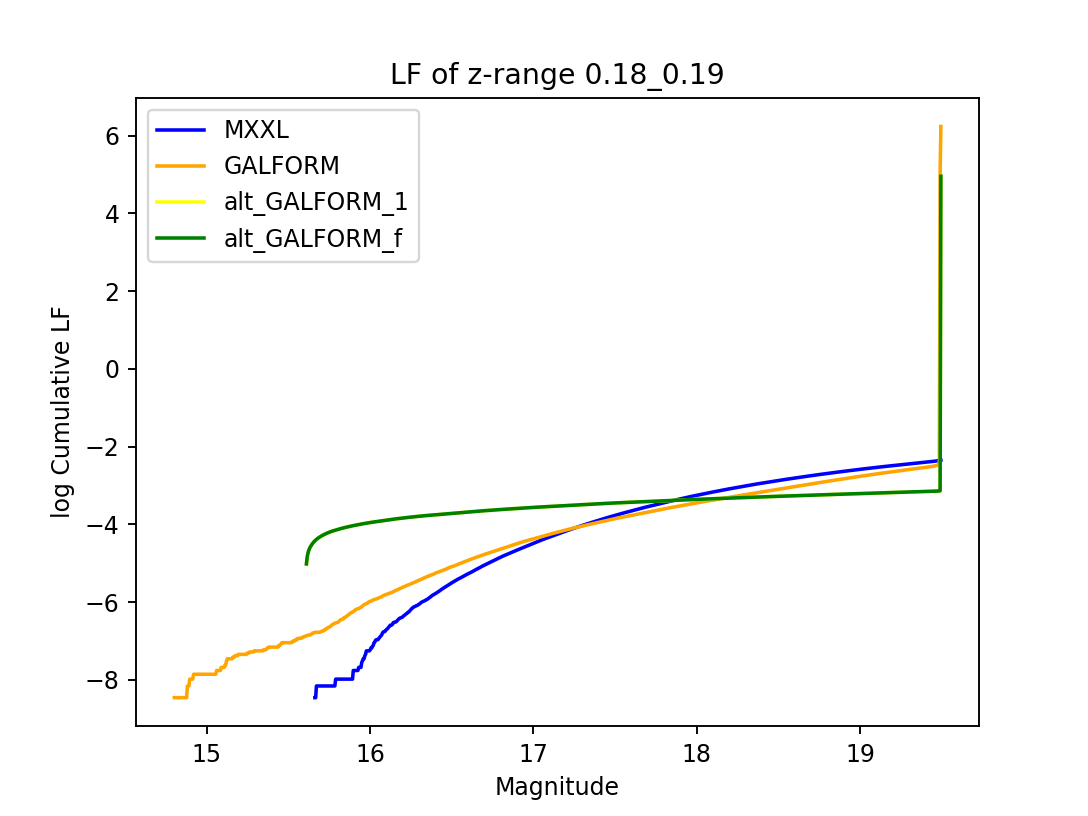 LF of z-range 0.18_0.19
MXXL
GALFORM
alt_GALFORM_1
alt_GALFORM_f
log Cumulative LF
6
4
2
0
−2
−4
−6
−8
15 16 17 18 19
Magnitude